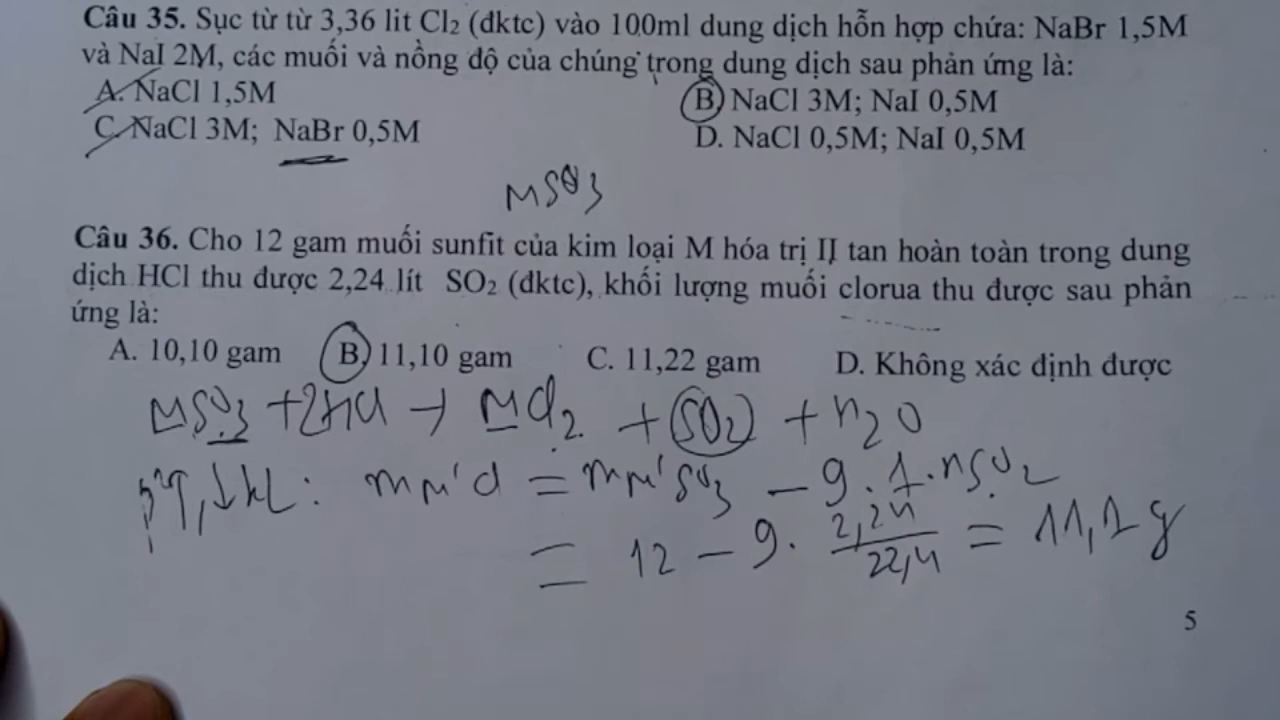 Câu 35. Sục từ từ 3,36 lit Cl₂ (đktc) vào 100ml dung dịch hỗn hợp chứa: NaBr 1,5M
và NaI 2M, các muối và nồng độ của chúng trong dung dịch sau phản ứng là:
A. NaCl 1,5M B. NaCl 3M; NaI 0,5M
C. NaCl 3M; NaBr 0,5M D. NaCl 0,5M; NaI 0,5M
MSO3
Câu 36. Cho 12 gam muối sunfit của kim loại M hóa trị II tan hoàn toàn trong dung
dịch HCl thu được 2,24 lít SO₂ (đktc), khối lượng muối clorua thu được sau phản
ứng là:
A. 10,10 gam B. 11,10 gam C. 11,22 gam D. Không xác định được
MSO3 + 2HCl → MCl2 + SO2 + H2O
m M'Cl = m M'SO3 - 9.1.nSO2
= 12 - 9. 2,24/22,4 = 11,1g
5